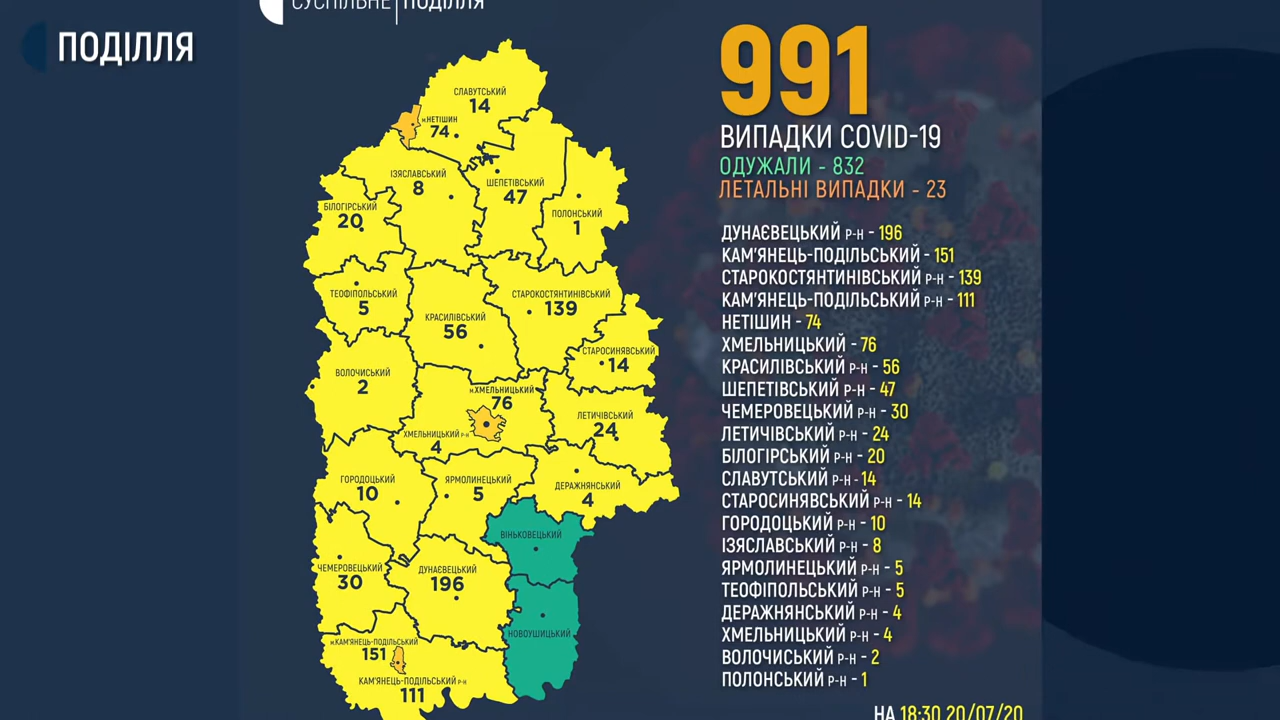 СУСПІЛЬНЕ ПОДІЛЛЯ
ПОДІЛЛЯ
991
ВИПАДКИ COVID-19
ОДУЖАЛИ - 832
ЛЕТАЛЬНІ ВИПАДКИ - 23
СЛАВУТСЬКИЙ
14
м.НЕТІШИН
74
ІЗЯСЛАВСЬКИЙ
8
ШЕПЕТІВСЬКИЙ
47
БІЛОГІРСЬКИЙ
20
ПОЛОНСЬКИЙ
1
ТЕОФІПОЛЬСЬКИЙ
5
КРАСИЛІВСЬКИЙ
56
СТАРОКОСТЯНТИНІВСЬКИЙ
139
СТАРОСИНЯВСЬКИЙ
14
ВОЛОЧИСЬКИЙ
2
м.ХМЕЛЬНИЦЬКИЙ
76
ХМЕЛЬНИЦЬКИЙ р-н
4
ЛЕТИЧІВСЬКИЙ
24
ГОРОДОЦЬКИЙ
10
ЯРМОЛИНЕЦЬКИЙ
5
ДЕРАЖНЯНСЬКИЙ
4
ВІНЬКОВЕЦЬКИЙ
ЧЕМЕРОВЕЦЬКИЙ
30
ДУНАЄВЕЦЬКИЙ
196
НОВОУШИЦЬКИЙ
м.КАМ'ЯНЕЦЬ-ПОДІЛЬСЬКИЙ
151
КАМ'ЯНЕЦЬ-ПОДІЛЬСЬКИЙ р-н
111
ДУНАЄВЕЦЬКИЙ Р-Н - 196
КАМ'ЯНЕЦЬ-ПОДІЛЬСЬКИЙ - 151
СТАРОКОСТЯНТИНІВСЬКИЙ Р-Н - 139
КАМ'ЯНЕЦЬ-ПОДІЛЬСЬКИЙ Р-Н - 111
НЕТІШИН - 74
ХМЕЛЬНИЦЬКИЙ - 76
КРАСИЛІВСЬКИЙ Р-Н - 56
ШЕПЕТІВСЬКИЙ Р-Н - 47
ЧЕМЕРОВЕЦЬКИЙ Р-Н - 30
ЛЕТИЧІВСЬКИЙ Р-Н - 24
БІЛОГІРСЬКИЙ Р-Н - 20
СЛАВУТСЬКИЙ Р-Н - 14
СТАРОСИНЯВСЬКИЙ Р-Н - 14
ГОРОДОЦЬКИЙ Р-Н - 10
ІЗЯСЛАВСЬКИЙ Р-Н - 8
ЯРМОЛИНЕЦЬКИЙ Р-Н - 5
ТЕОФІПОЛЬСЬКИЙ Р-Н - 5
ДЕРАЖНЯНСЬКИЙ Р-Н - 4
ХМЕЛЬНИЦЬКИЙ Р-Н - 4
ВОЛОЧИСЬКИЙ Р-Н - 2
ПОЛОНСЬКИЙ Р-Н - 1
НА 18:30 20/07/20